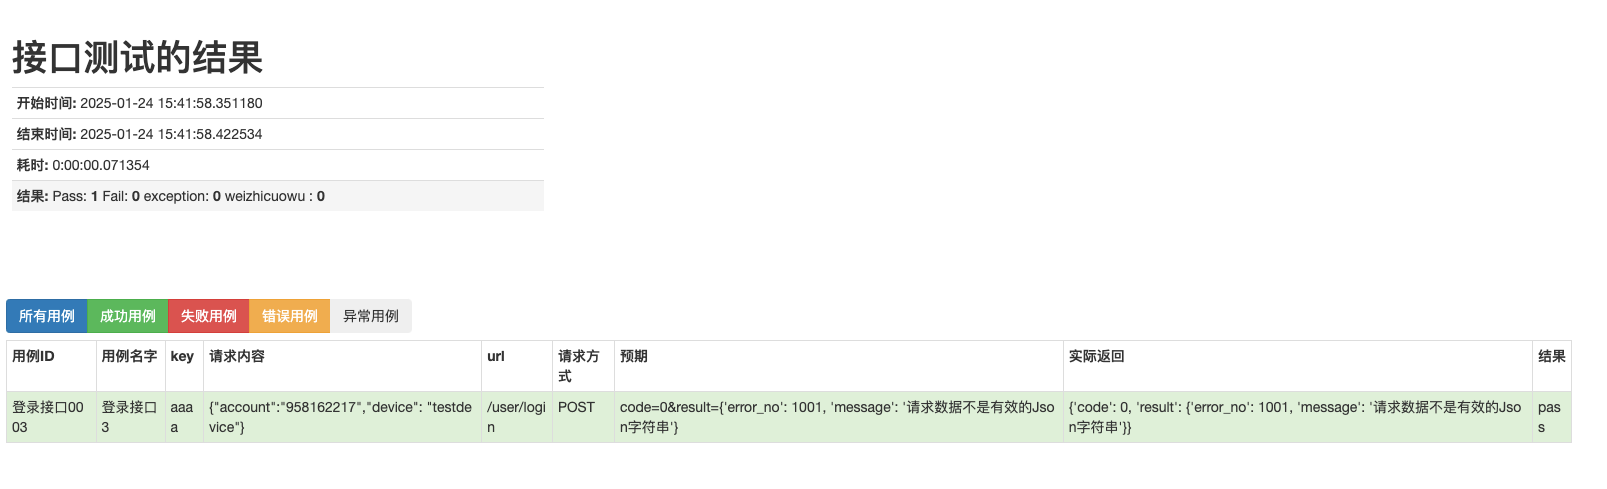 接口测试的结果
开始时间: 2025-01-24 15:41:58.351180
结束时间: 2025-01-24 15:41:58.422534
耗时: 0:00:00.071354
结果: Pass: 1 Fail: 0 exception: 0 weizhicuowu : 0
所有用例 成功用例 失败用例 错误用例 异常用例
用例ID 用例名字 key 请求内容 url 请求方 预期 实际返回 结果
式
登录接口00 登录接口 aaa {"account":"958162217","device": "testde /user/logi POST code=0&result={'error_no': 1001, 'message': '请求数据不是有效的Jso {'code': 0, 'result': {'error_no': 1001, 'message': '请求数据不是有效的Jso pas
03 3 a vice"} n n字符串'} n字符串'}} s